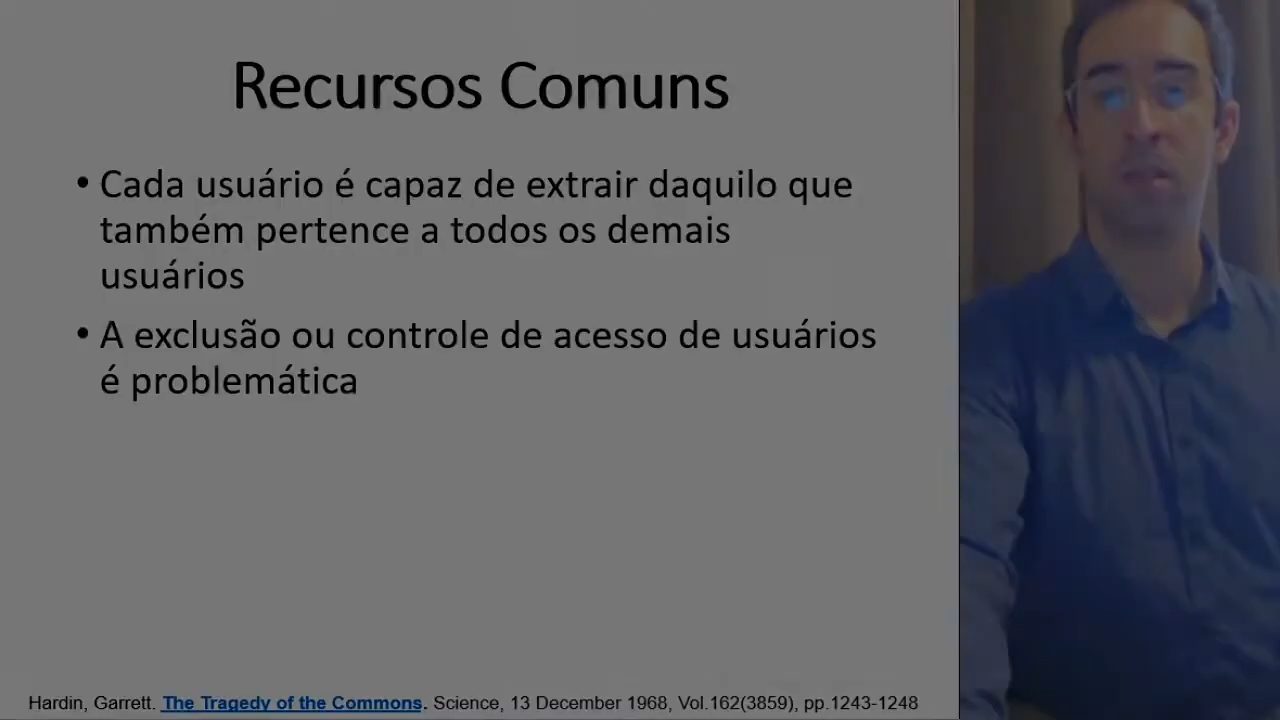 Recursos Comuns
• Cada usuário é capaz de extrair daquilo que
também pertence a todos os demais
usuários
• A exclusão ou controle de acesso de usuários
é problemática
Hardin, Garrett. The Tragedy of the Commons. Science, 13 December 1968, Vol.162(3859), pp.1243-1248